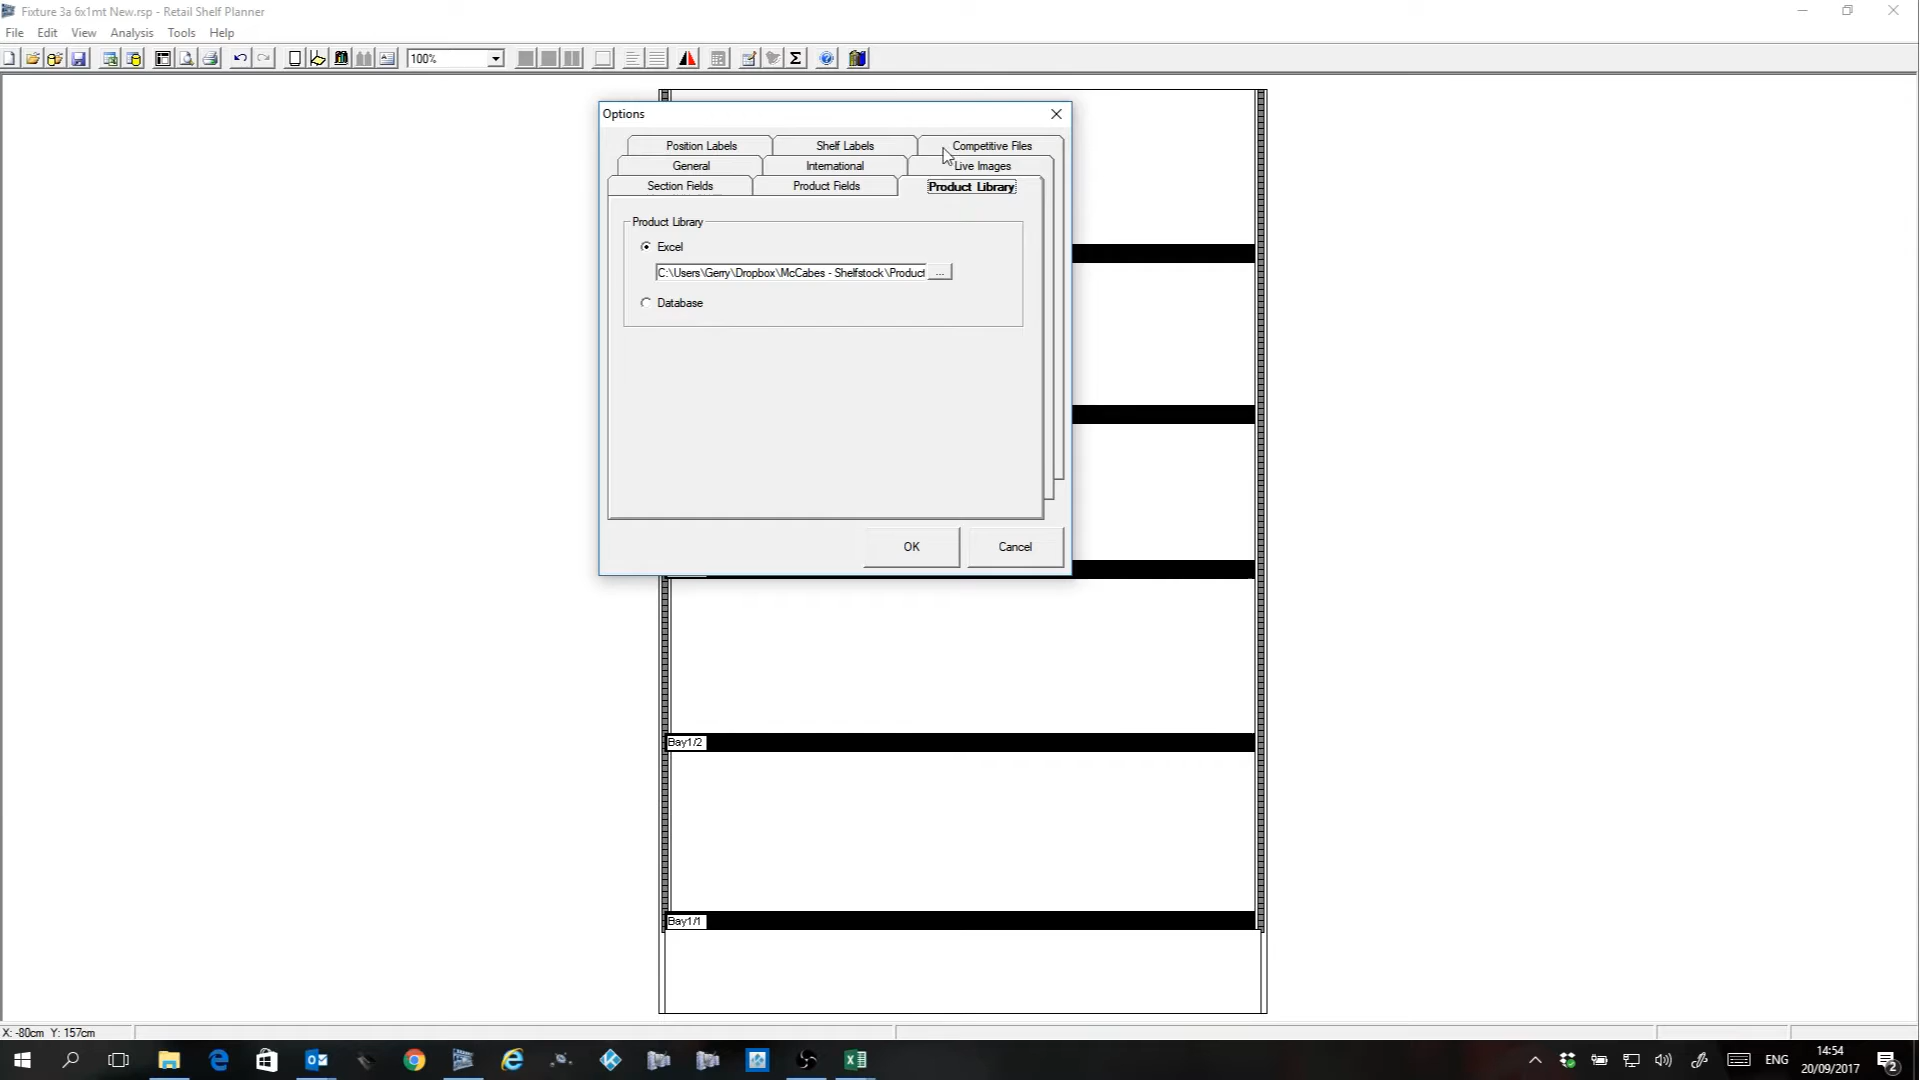 Fixture 3a 6x1mt New.rsp - Retail Shelf Planner
File Edit View Analysis Tools Help
100%
Options
Position Labels Shelf Labels Competitive Files
General International Live Images
Section Fields Product Fields Product Library
Product Library
Excel
C:\Users\Gerry\Dropbox\McCabes - Shelfstock\Product ...
Database
OK Cancel
Bay1/2
Bay1/1
X: -80cm Y: 157cm
ENG
14:54
20/09/2017
2